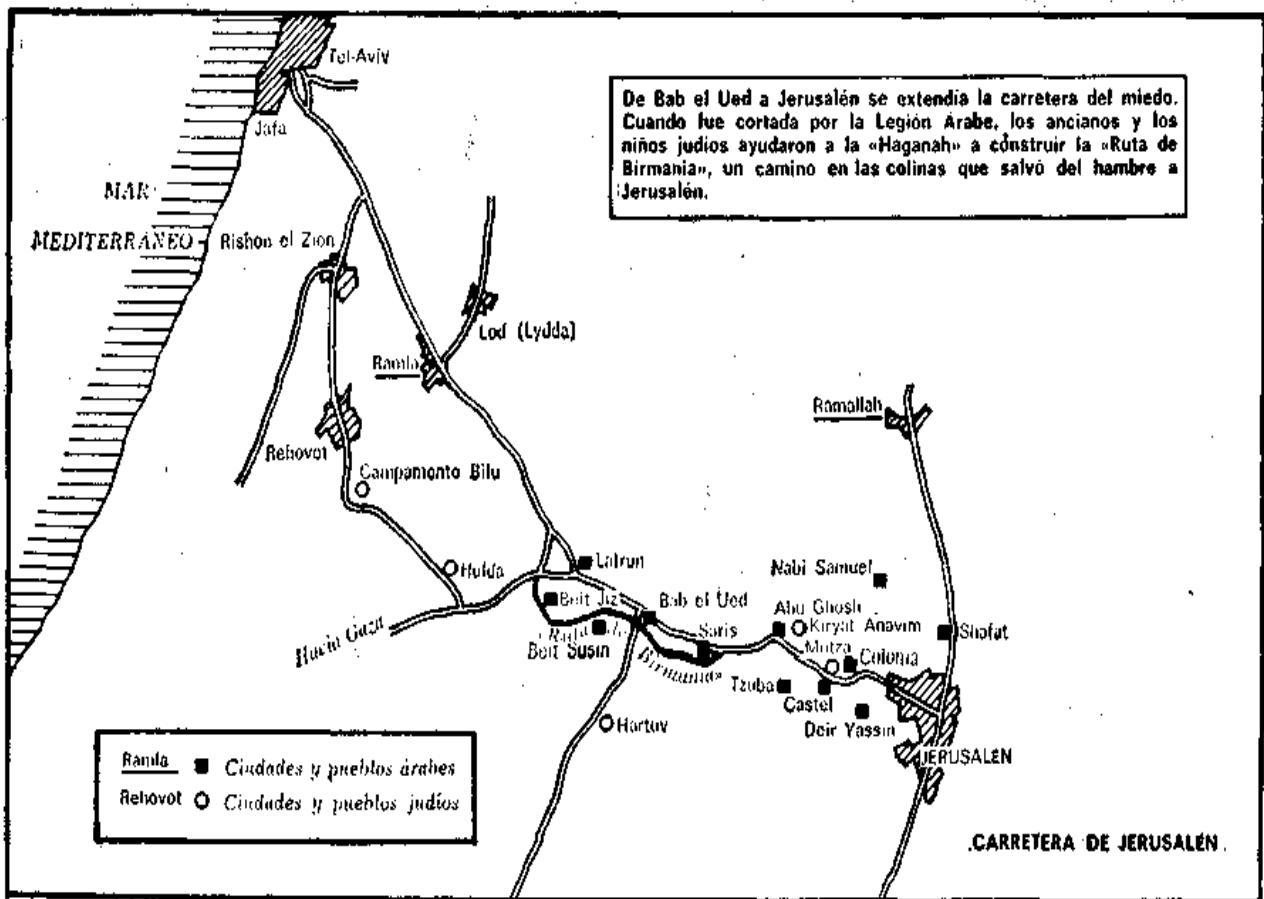 Tel-Aviv
Jafa
De Bab el Ued a Jerusalén se extendía la carretera del miedo.
Cuando fue cortada por la Legión Árabe, los ancianos y los
niños judíos ayudaron a la «Haganah» a construir la «Ruta de
Birmania», un camino en las colinas que salvó del hambre a
Jerusalén.
MAR
MEDITERRÁNEO
Rishon el Zion
Lod (Lydda)
Ramla
Ramallah
Rehovot
Campamento Bilu
Latrun
Hulda
Nabi Samuel
Beit Jiz
Bab el Ued
Abu Ghosh
Kiryat Anavim
Shofat
Hacia Gaza
«Ruta de
Birmania»
Saris
Motza
Colonia
Beit Susin
Tzuba
Castel
Deir Yassin
Hartuv
JERUSALÉN
Ramla Ciudades y pueblos árabes
Rehovot Ciudades y pueblos judíos
CARRETERA DE JERUSALÉN